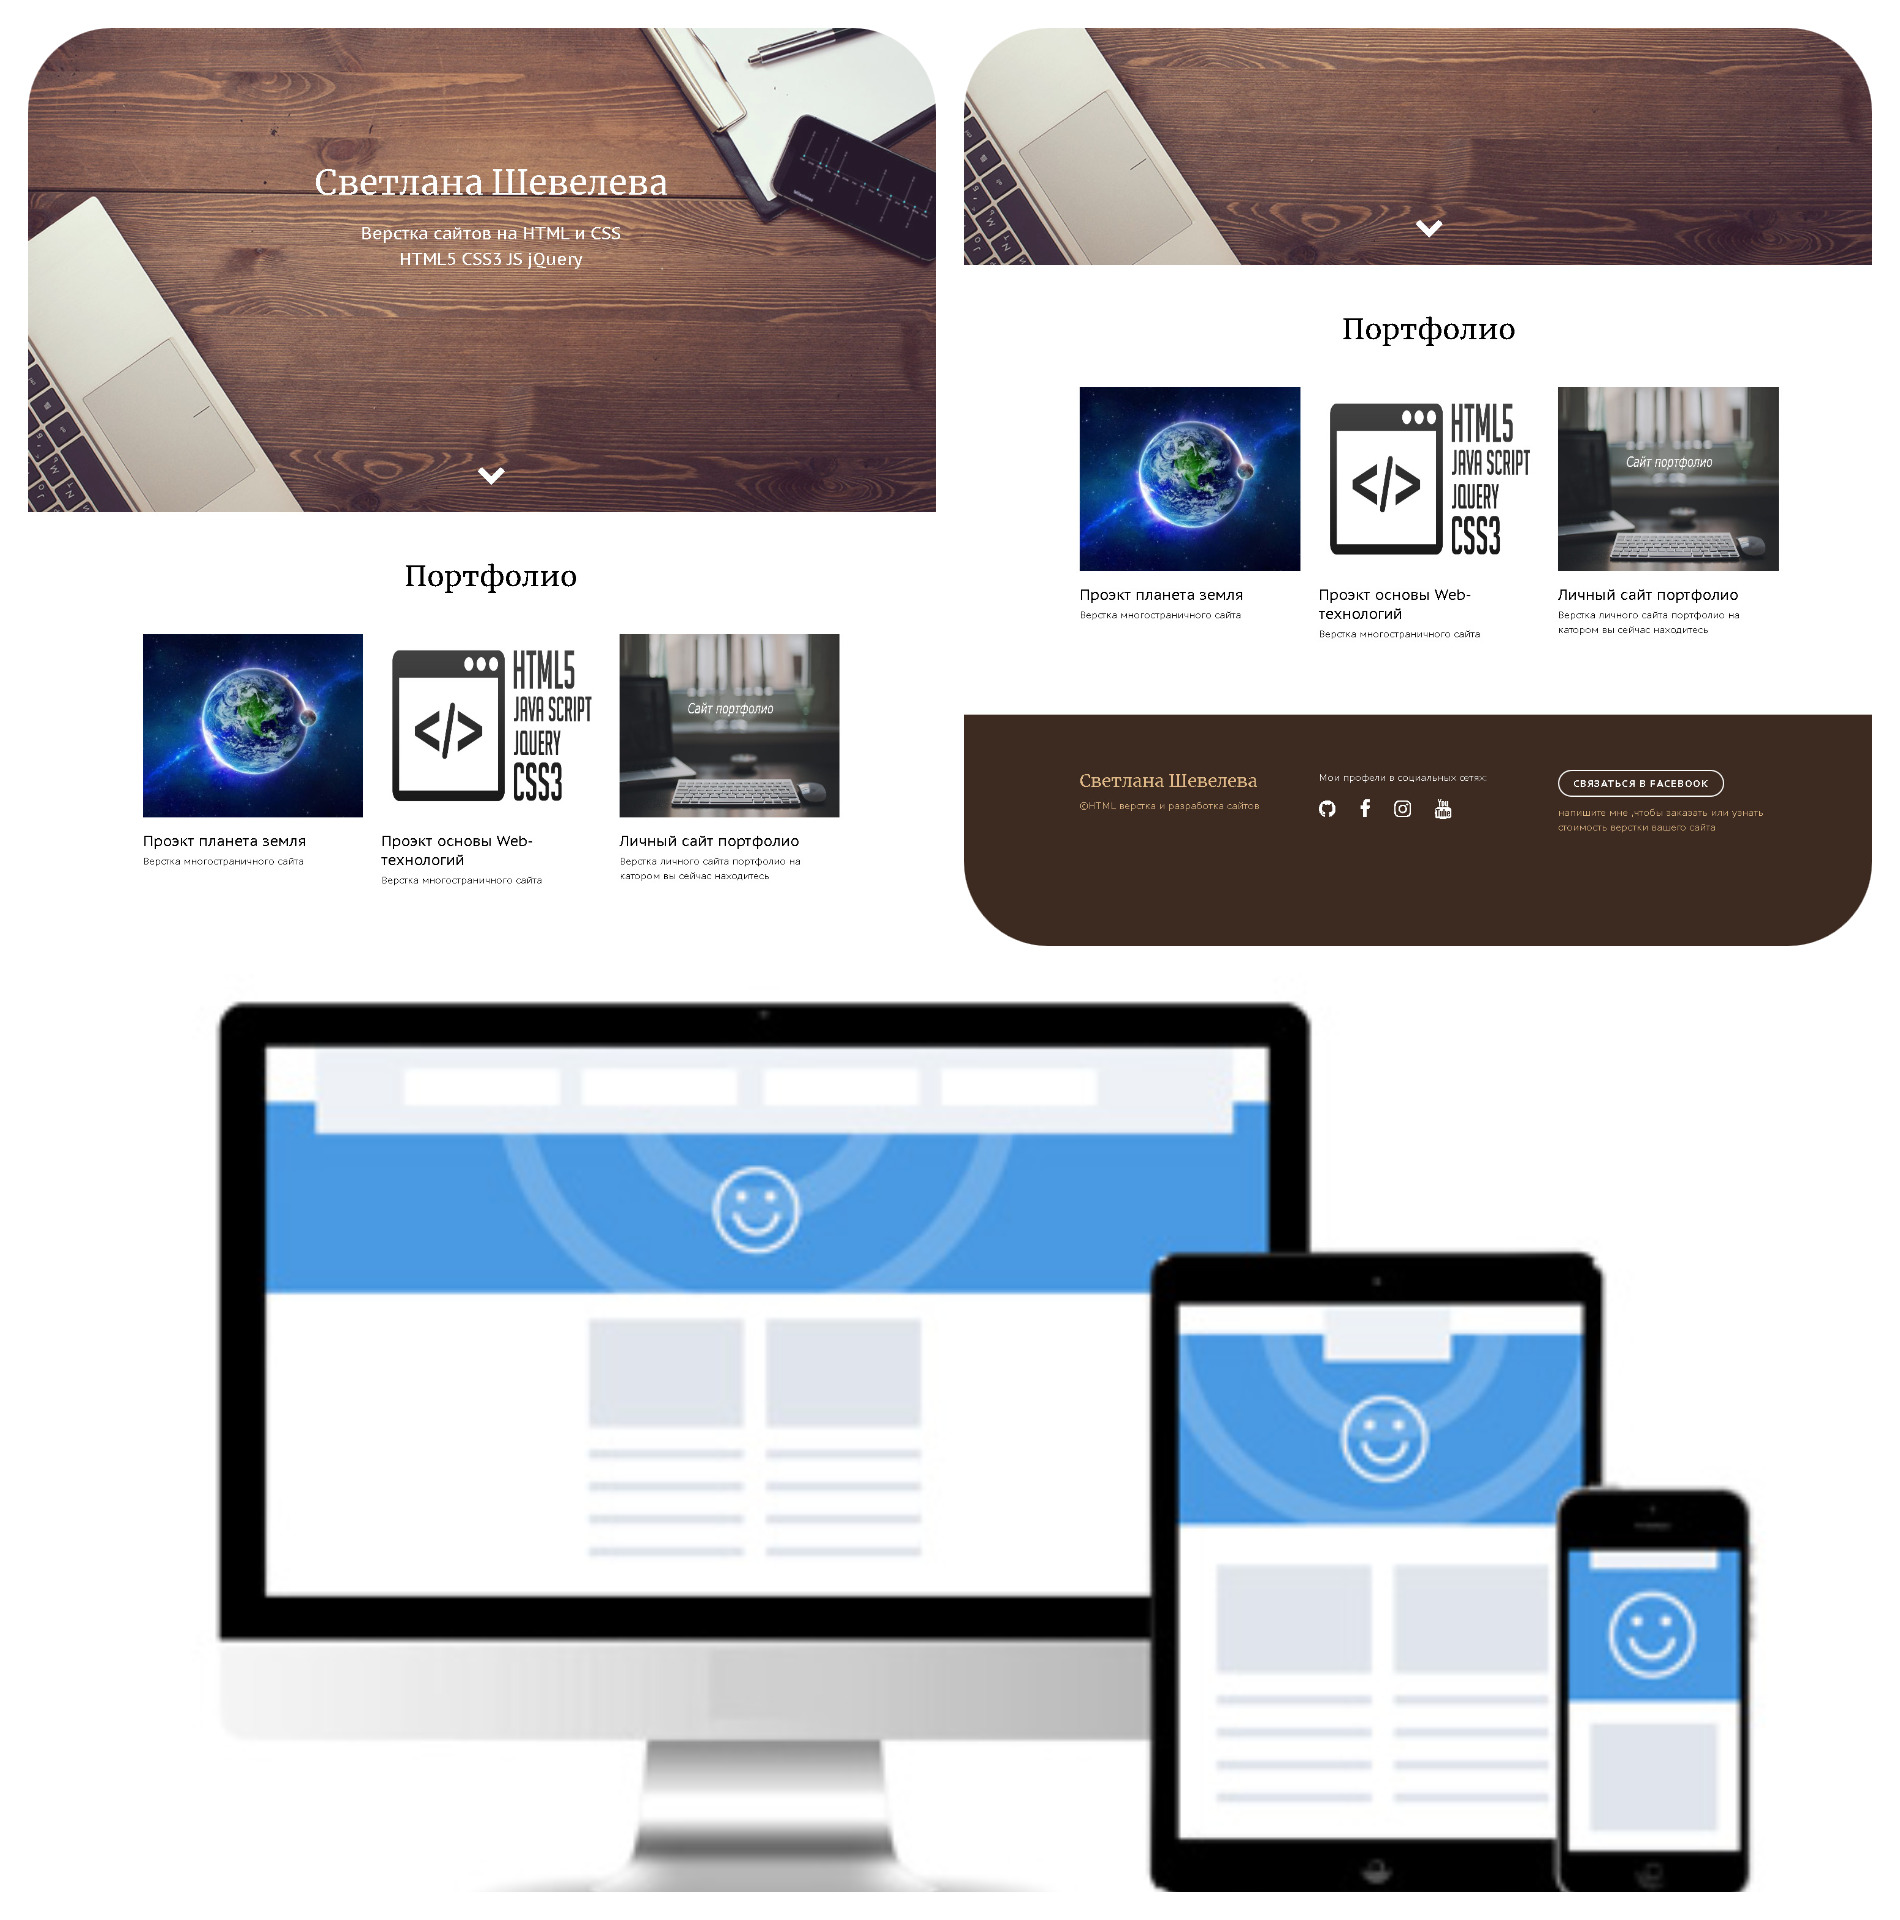 Светлана Шевелева
Верстка сайтов на HTML и CSS
HTML5 CSS3 JS jQuery
Портфолио
HTML5
JAVA SCRIPT
JQUERY
CSS3
Сайт портфолио
Проэкт планета земля
Верстка многостраничного сайта
Проэкт основы Web-
технологий
Верстка многостраничного сайта
Личный сайт портфолио
Верстка личного сайта портфолио на
катором вы сейчас находитесь
Портфолио
HTML5
JAVA SCRIPT
JQUERY
CSS3
Сайт портфолио
Проэкт планета земля
Верстка многостраничного сайта
Проэкт основы Web-
технологий
Верстка многостраничного сайта
Личный сайт портфолио
Верстка личного сайта портфолио на
катором вы сейчас находитесь
Светлана Шевелева
©HTML верстка и разработка сайтов
Мои профели в социальных сетях:
You
Tube
СВЯЗАТЬСЯ В FACEBOOK
напишите мне ,чтобы заказать или узнать
стоимость верстки вашего сайта